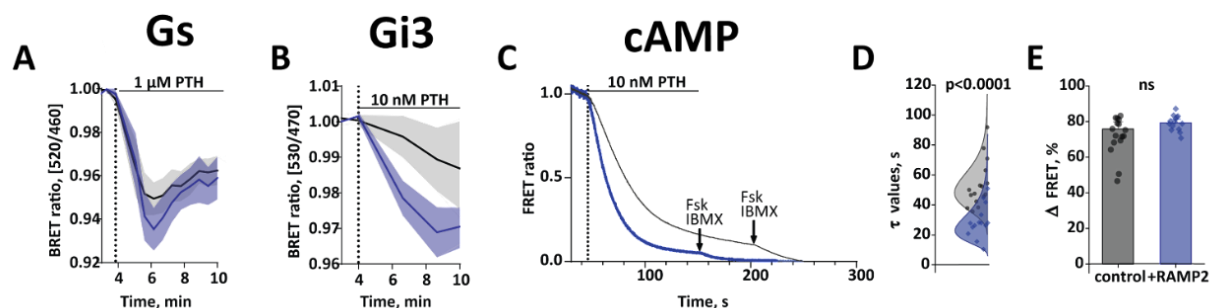 Gs
Gi3
cAMP
A
B
C
D
E
1 µM PTH
BRET ratio, [520/460]
1.00
0.98
0.96
0.94
0.92
4
6
8
10
Time, min
10 nM PTH
BRET ratio, [530/470]
1.00
0.99
0.98
0.97
0.96
4
6
8
10
Time, min
10 nM PTH
FRET ratio
1.0
0.5
0.0
Fsk
IBMX
Fsk
IBMX
100
200
300
Time, s
p<0.0001
τ values, s
120
100
80
60
40
20
0
ns
Δ FRET, %
100
80
60
40
20
0
control
+RAMP2